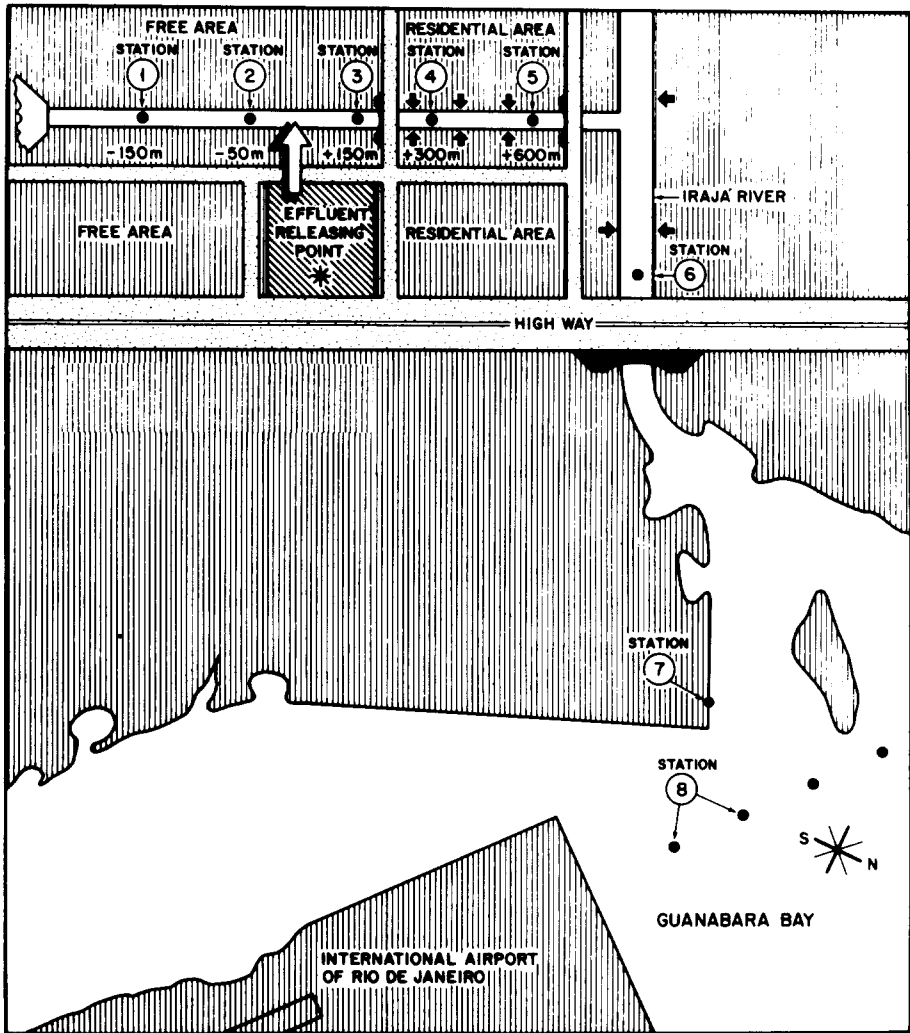 FREE AREA
STATION
1
STATION
2
STATION
3
RESIDENTIAL AREA
STATION
4
STATION
5
-150m
-50m
+150m
+300m
+600m
FREE AREA
EFFLUENT
RELEASING
POINT
RESIDENTIAL AREA
IRAJÁ RIVER
STATION
6
HIGH WAY
STATION
7
STATION
8
S
N
GUANABARA BAY
INTERNATIONAL AIRPORT
OF RIO DE JANEIRO